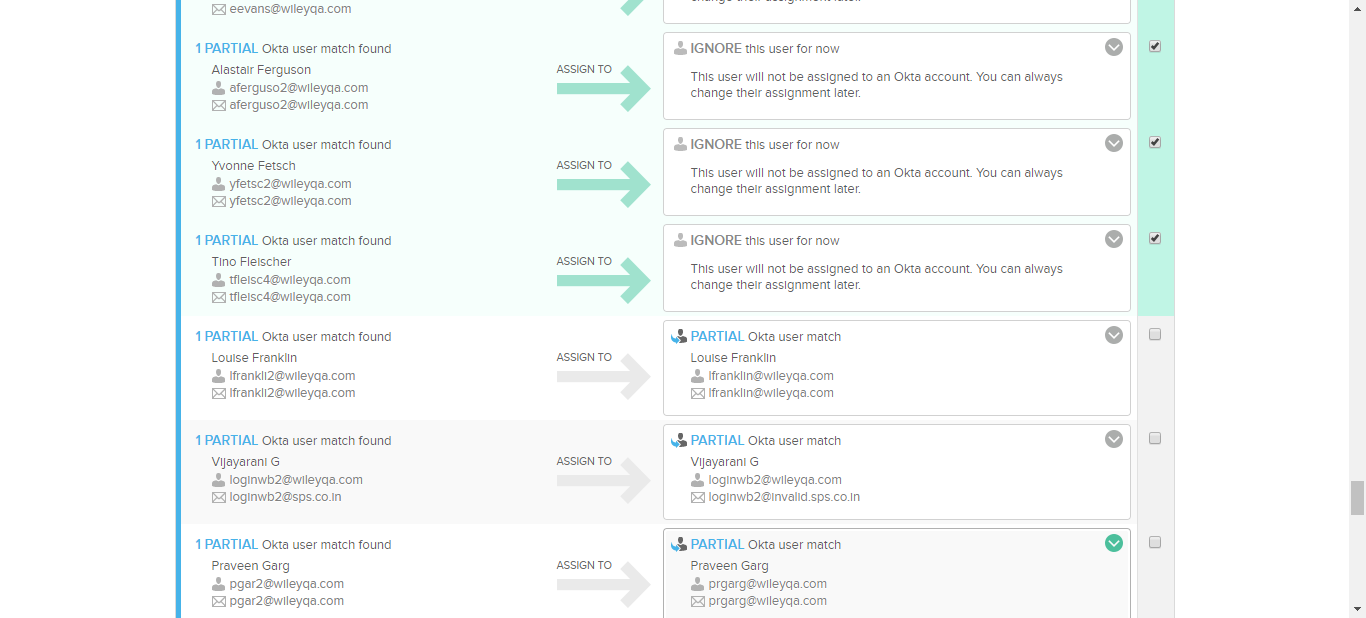 eevans@wileyqa.com
change their assignment later.
1 PARTIAL Okta user match found
Alastair Ferguson
aferguso2@wileyqa.com
aferguso2@wileyqa.com
ASSIGN TO
IGNORE this user for now
This user will not be assigned to an Okta account. You can always
change their assignment later.
1 PARTIAL Okta user match found
Yvonne Fetsch
yfetsc2@wileyqa.com
yfetsc2@wileyqa.com
ASSIGN TO
IGNORE this user for now
This user will not be assigned to an Okta account. You can always
change their assignment later.
1 PARTIAL Okta user match found
Tino Fleischer
tfleisc4@wileyqa.com
tfleisc4@wileyqa.com
ASSIGN TO
IGNORE this user for now
This user will not be assigned to an Okta account. You can always
change their assignment later.
1 PARTIAL Okta user match found
Louise Franklin
lfrankli2@wileyqa.com
lfrankli2@wileyqa.com
ASSIGN TO
PARTIAL Okta user match
Louise Franklin
lfranklin@wileyqa.com
lfranklin@wileyqa.com
1 PARTIAL Okta user match found
Vijayarani G
loginwb2@wileyqa.com
loginwb2@sps.co.in
ASSIGN TO
PARTIAL Okta user match
Vijayarani G
loginwb2@wileyqa.com
loginwb2@invalid.sps.co.in
1 PARTIAL Okta user match found
Praveen Garg
pgar2@wileyqa.com
pgar2@wileyqa.com
ASSIGN TO
PARTIAL Okta user match
Praveen Garg
prgarg@wileyqa.com
prgarg@wileyqa.com